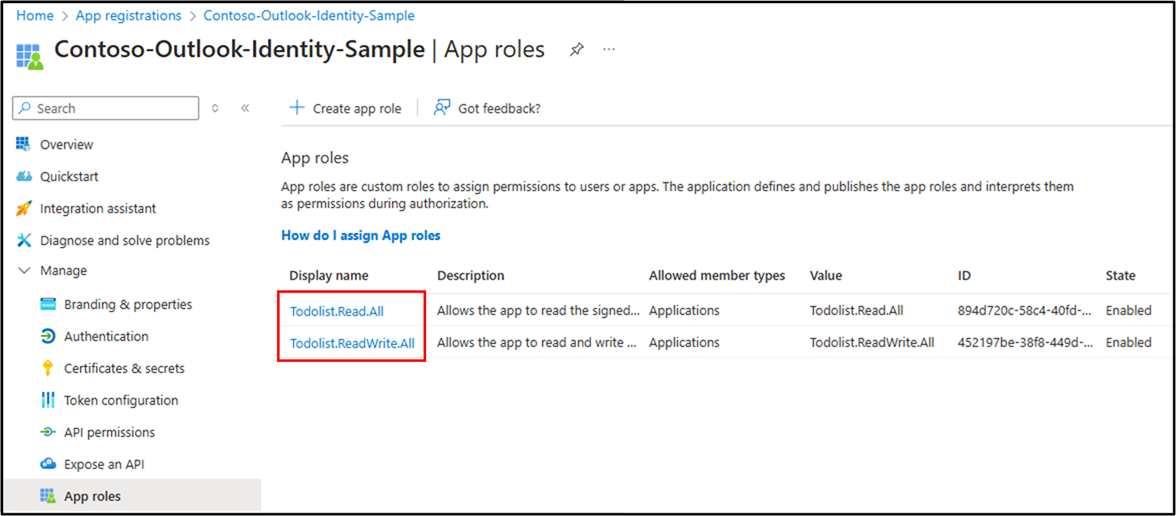 Home > App registrations > Contoso-Outlook-Identity-Sample
Contoso-Outlook-Identity-Sample | App roles ...
Search
Create app role
Got feedback?
Overview
Quickstart
Integration assistant
Diagnose and solve problems
Manage
Branding & properties
Authentication
Certificates & secrets
Token configuration
API permissions
Expose an API
App roles
App roles
App roles are custom roles to assign permissions to users or apps. The application defines and publishes the app roles and interprets them
as permissions during authorization.
How do I assign App roles
Display name Description Allowed member types Value ID State
Todolist.Read.All Allows the app to read the signed... Applications Todolist.Read.All 894d720c-58c4-40fd-... Enabled
Todolist.ReadWrite.All Allows the app to read and write ... Applications Todolist.ReadWrite.All 452197be-38f8-449d-... Enabled